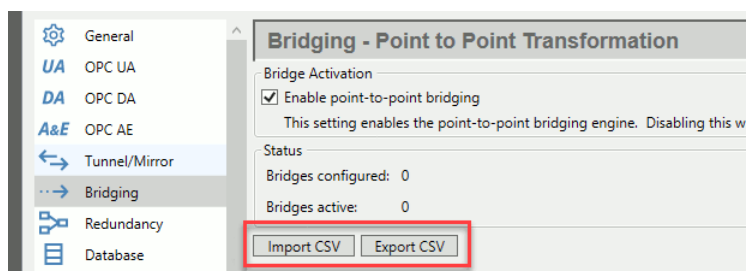 General
UA OPC UA
DA OPC DA
A&E OPC AE
Tunnel/Mirror
Bridging
Redundancy
Database
Bridging - Point to Point Transformation
Bridge Activation
Enable point-to-point bridging
This setting enables the point-to-point bridging engine. Disabling this w
Status
Bridges configured: 0
Bridges active: 0
Import CSV Export CSV